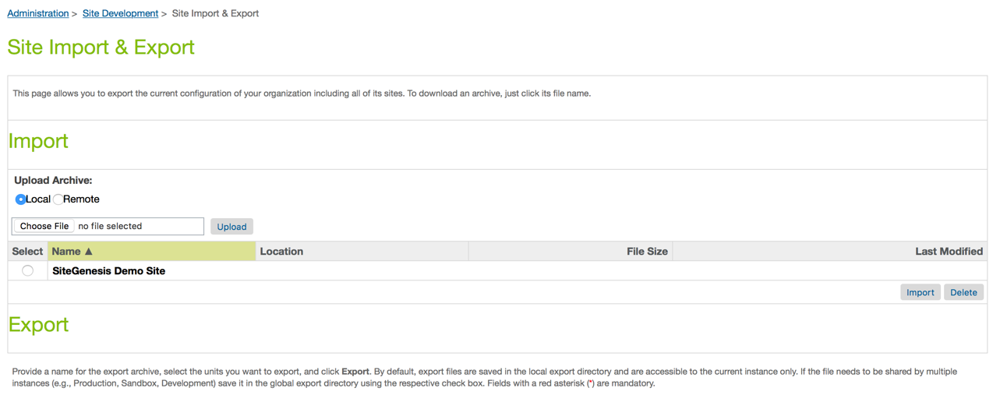 Administration > Site Development > Site Import & Export
Site Import & Export
This page allows you to export the current configuration of your organization including all of its sites. To download an archive, just click its file name.
Import
Upload Archive:
Local Remote
Choose File no file selected Upload
Select Name ▲ Location File Size Last Modified
SiteGenesis Demo Site
Import Delete
Export
Provide a name for the export archive, select the units you want to export, and click Export. By default, export files are saved in the local export directory and are accessible to the current instance only. If the file needs to be shared by multiple
instances (e.g., Production, Sandbox, Development) save it in the global export directory using the respective check box. Fields with a red asterisk (*) are mandatory.